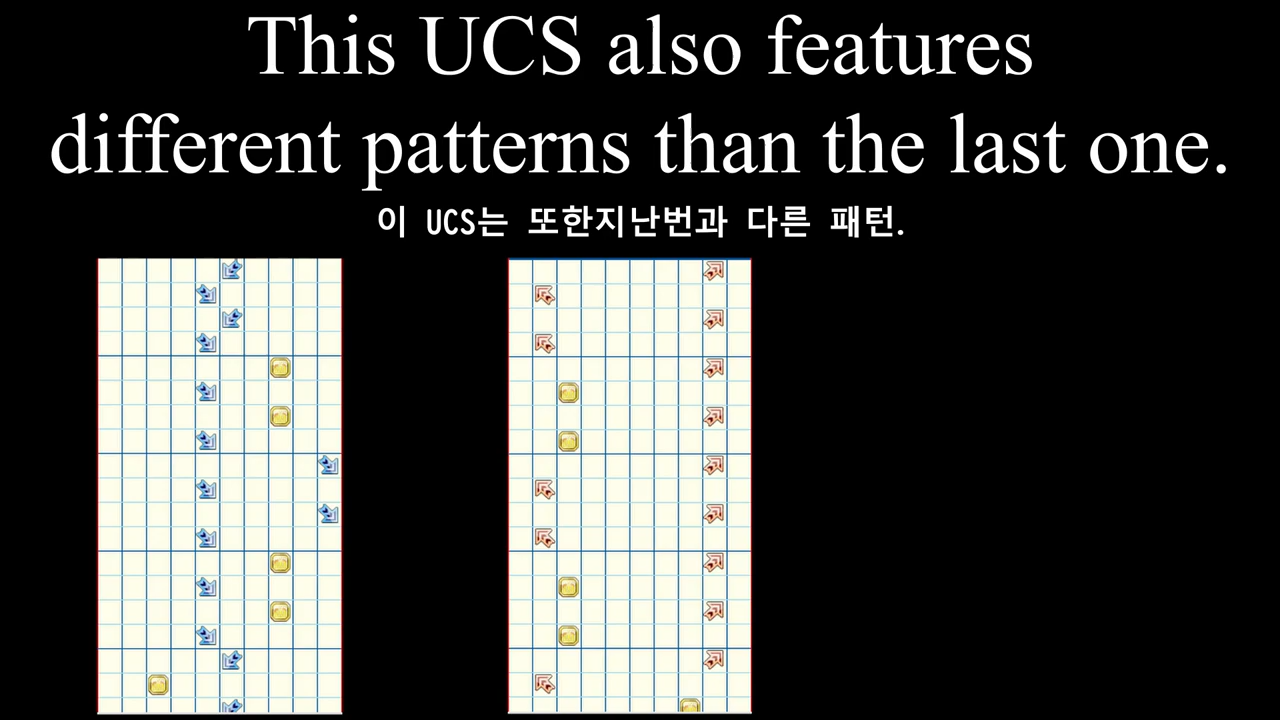 This UCS also features
different patterns than the last one.
이 UCS는 또한지난번과 다른 패턴.